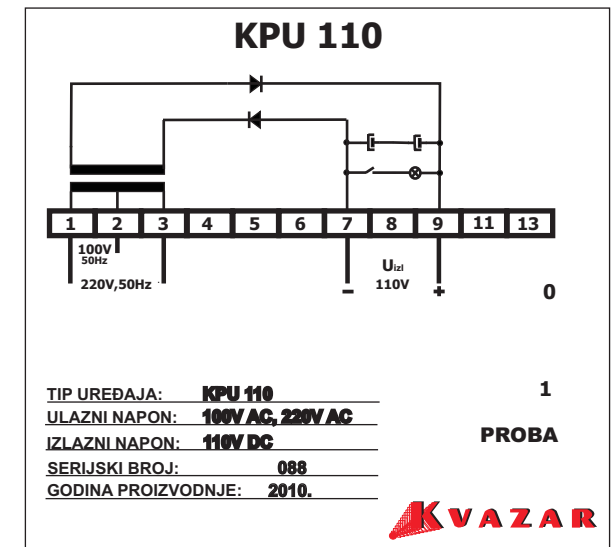 KPU 110
1 2 3 4 5 6 7 8 9 11 13
100V
50Hz
220V,50Hz
Uizl
110V
- +
0
1
PROBA
TIP UREĐAJA: KPU 110
ULAZNI NAPON: 100V AC, 220V AC
IZLAZNI NAPON: 110V DC
SERIJSKI BROJ: 088
GODINA PROIZVODNJE: 2010.
KVAZAR